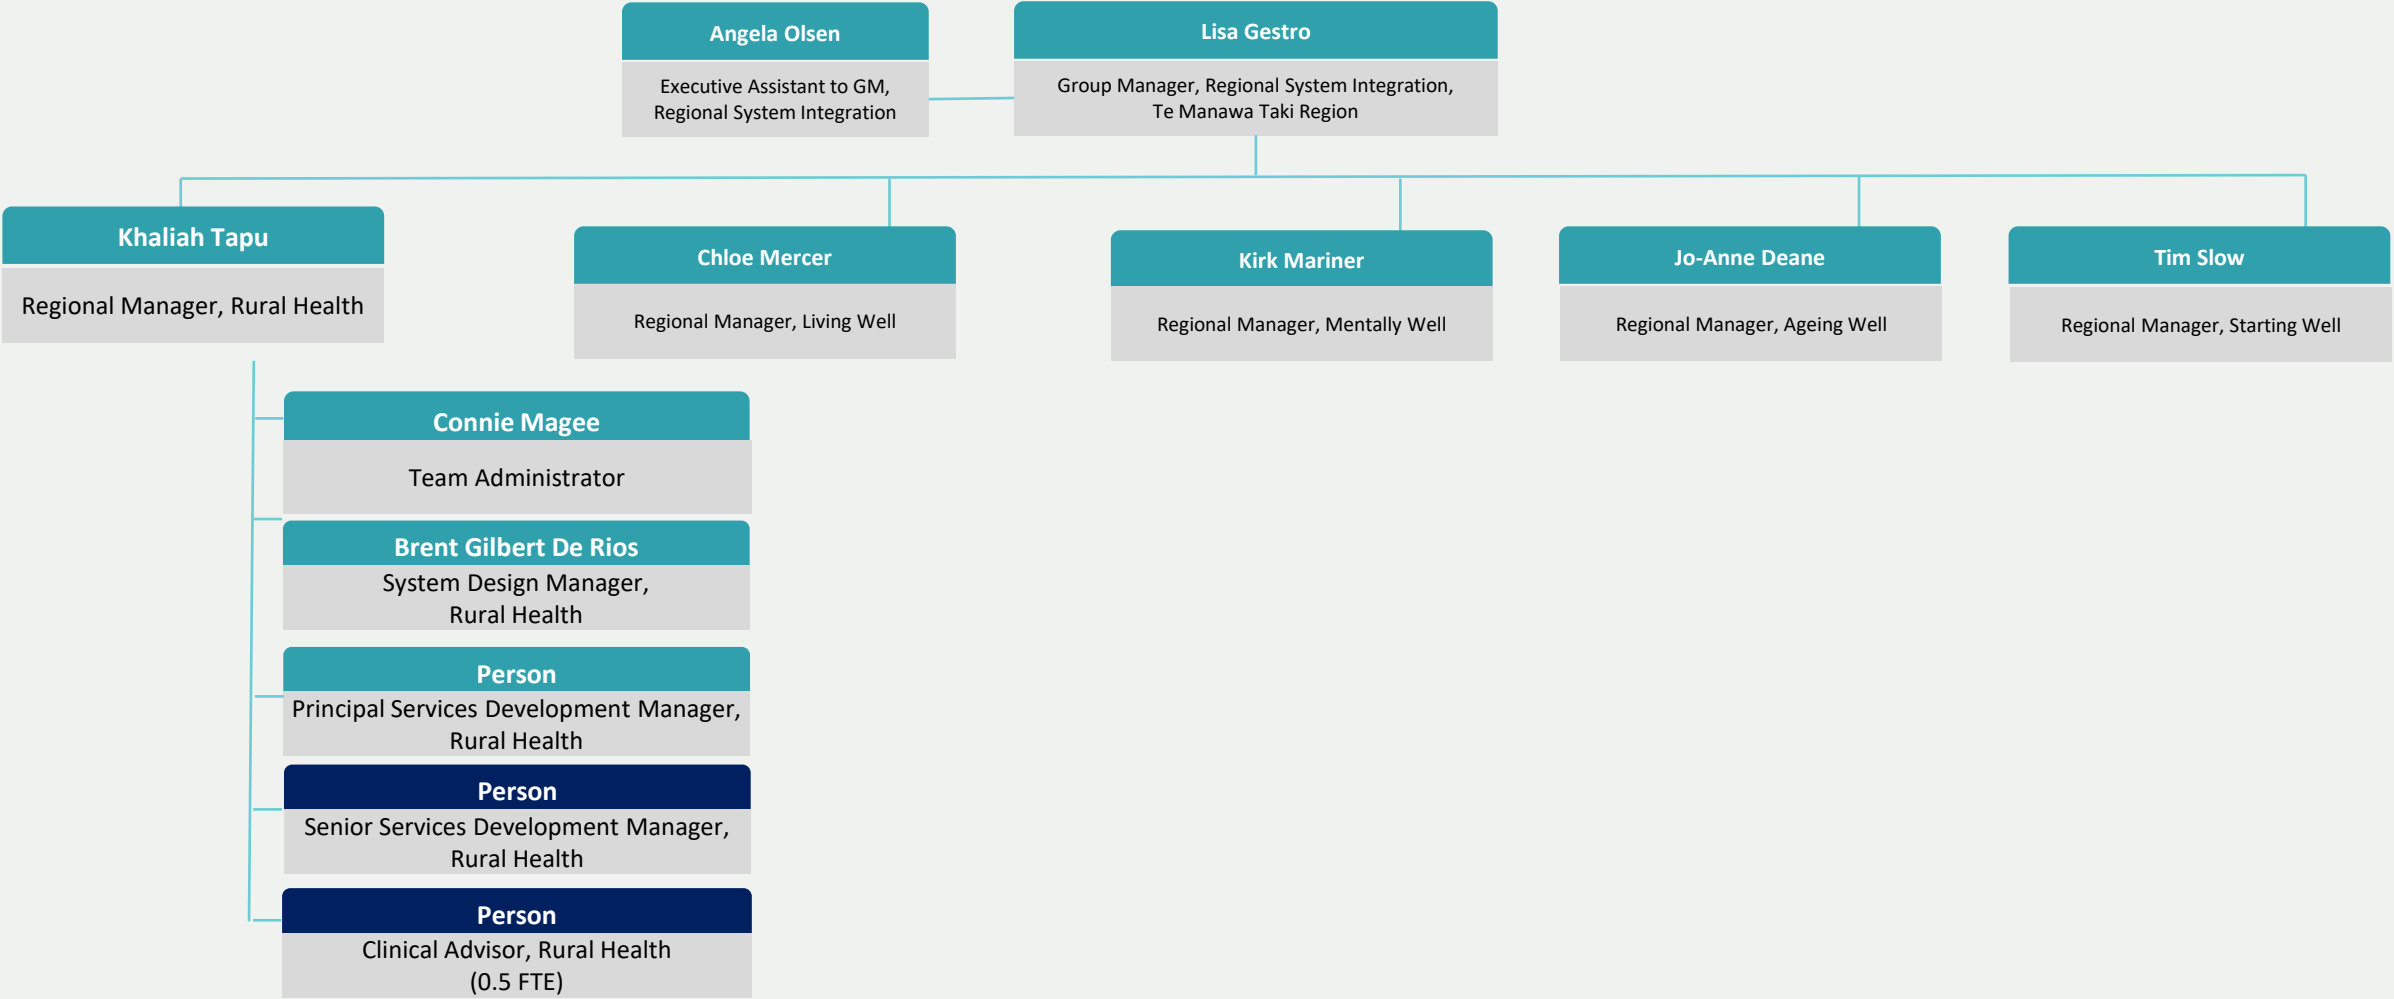 Angela Olsen
Executive Assistant to GM,
Regional System Integration
Lisa Gestro
Group Manager, Regional System Integration,
Te Manawa Taki Region
Khaliah Tapu
Regional Manager, Rural Health
Chloe Mercer
Regional Manager, Living Well
Kirk Mariner
Regional Manager, Mentally Well
Jo-Anne Deane
Regional Manager, Ageing Well
Tim Slow
Regional Manager, Starting Well
Connie Magee
Team Administrator
Brent Gilbert De Rios
System Design Manager,
Rural Health
Person
Principal Services Development Manager,
Rural Health
Person
Senior Services Development Manager,
Rural Health
Person
Clinical Advisor, Rural Health
(0.5 FTE)